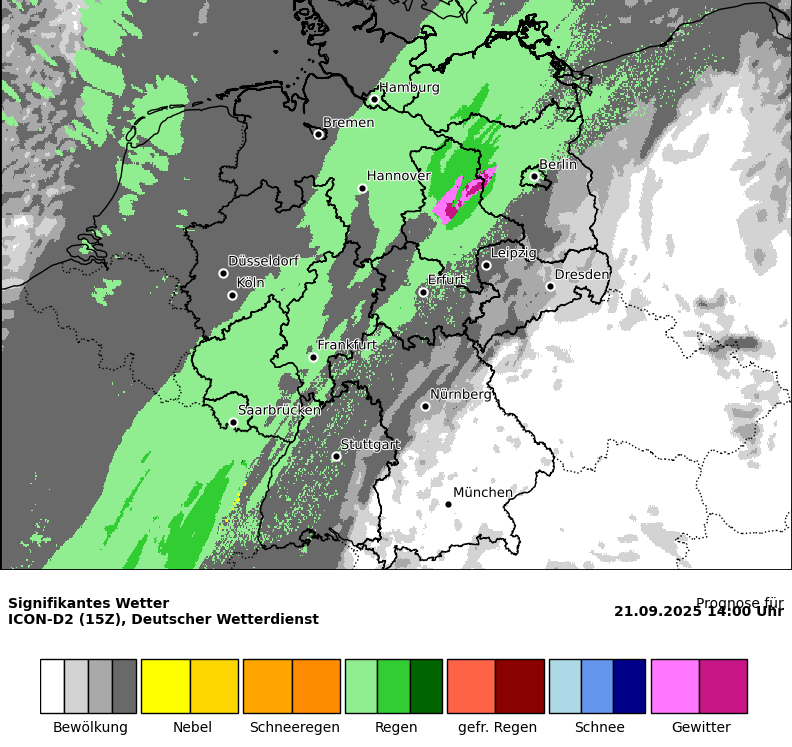 Hamburg
Bremen
Berlin
Hannover
Leipzig
Düsseldorf
Dresden
Köln
Erfurt
Frankfurt
Nürnberg
Saarbrücken
Stuttgart
München
Signifikantes Wetter
ICON-D2 (15Z), Deutscher Wetterdienst
Prognose für
21.09.2025 14:00 Uhr
Bewölkung Nebel Schneeregen Regen gefr. Regen Schnee Gewitter